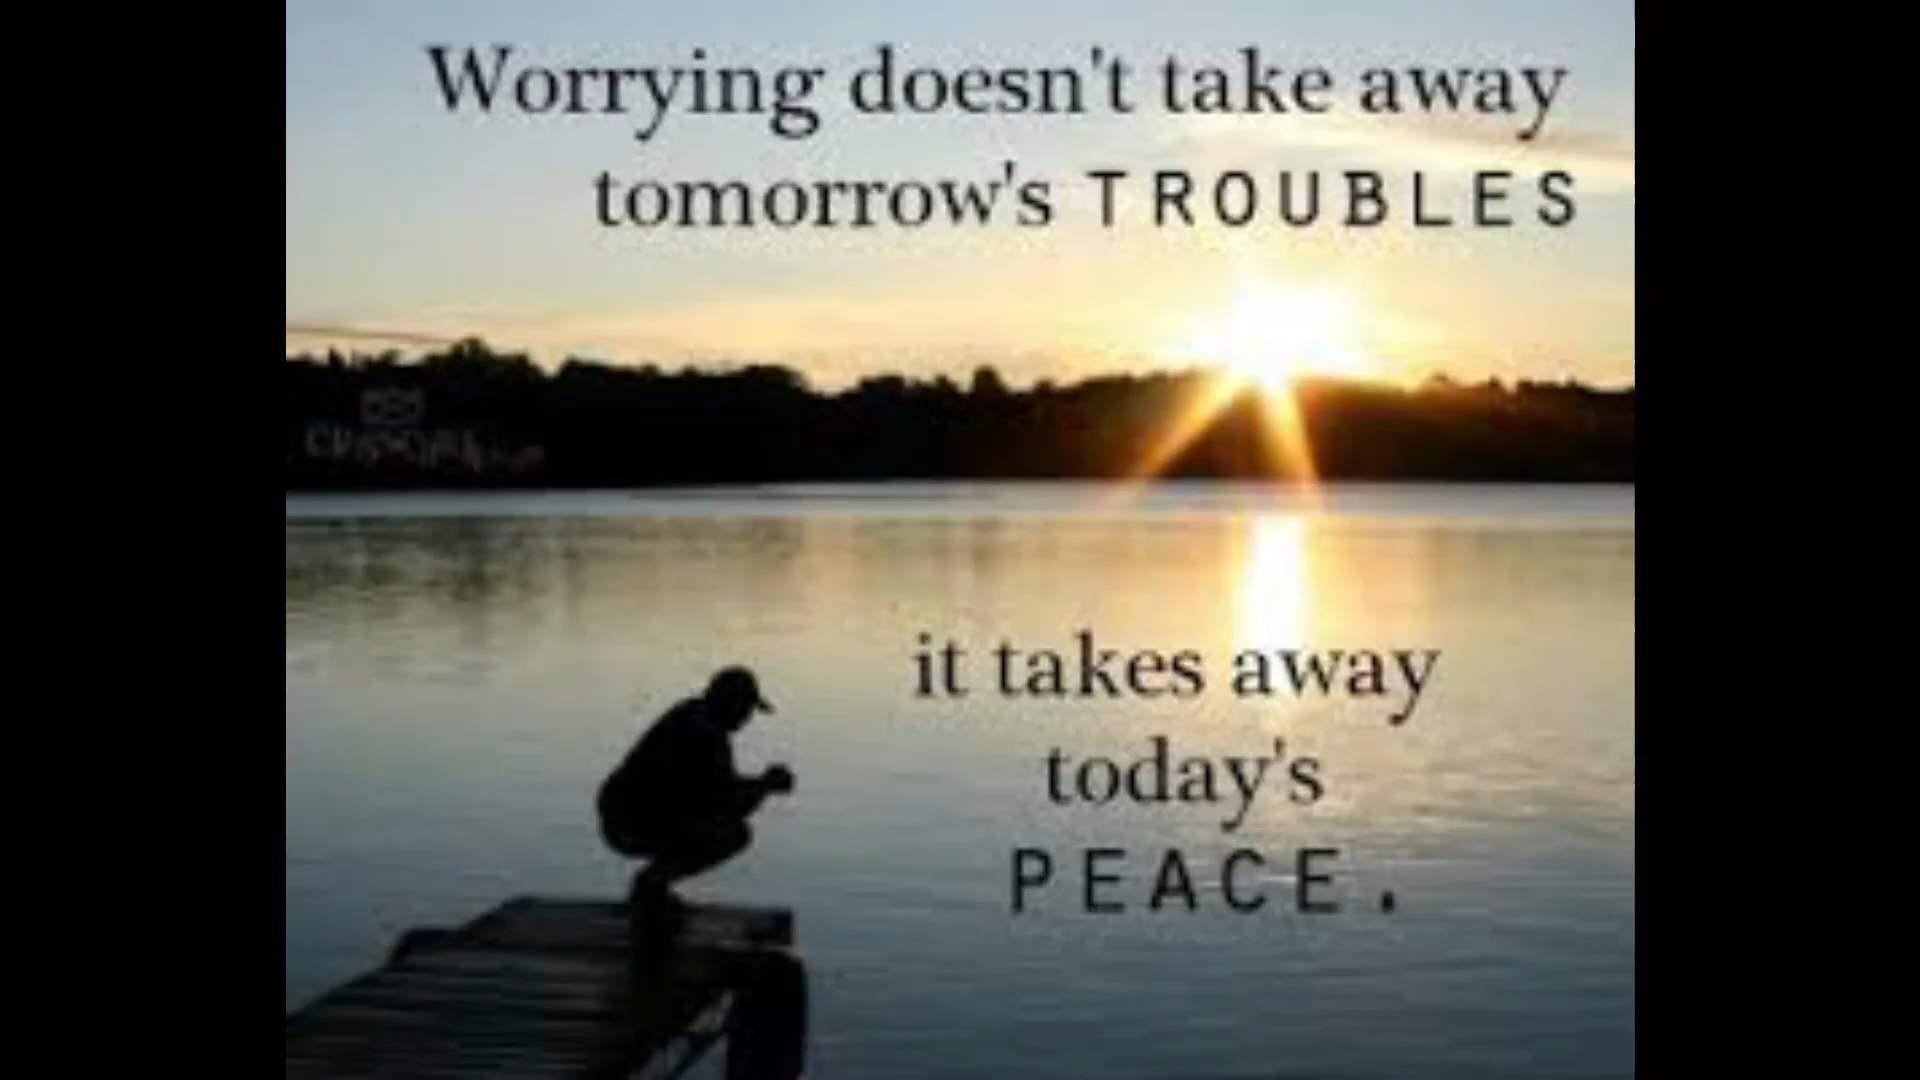 Worrying doesn't take away
tomorrow's TROUBLES
it takes away
today's
PEACE.